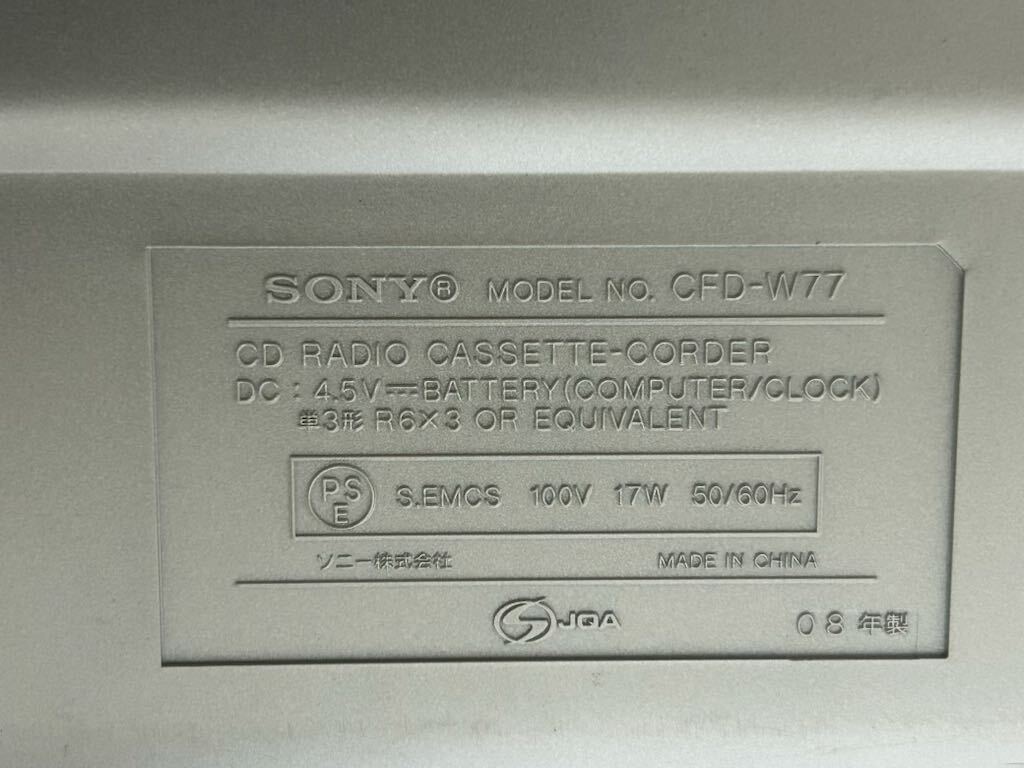 SONY® MODEL NO. CFD-W77
CD RADIO CASSETTE-CORDER
DC : 4.5V⎓BATTERY(COMPUTER/CLOCK)
単3形 R6×3 OR EQUIVALENT
PSE S.EMCS 100V 17W 50/60Hz
ソニー株式会社 MADE IN CHINA
JQA 08年製